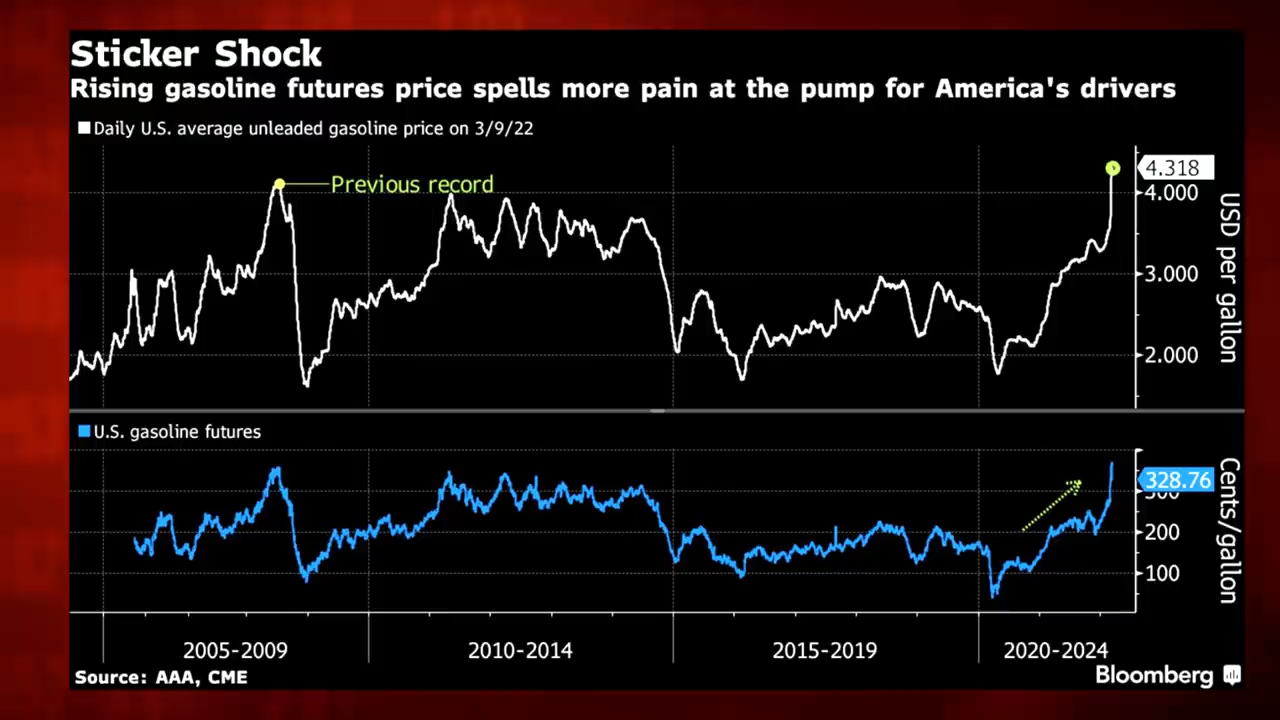 Sticker Shock
Rising gasoline futures price spells more pain at the pump for America's drivers
Daily U.S. average unleaded gasoline price on 3/9/22
Previous record
4.318
4.000
3.000
2.000
USD per gallon
U.S. gasoline futures
328.76
300
200
100
Cents/gallon
2005-2009 2010-2014 2015-2019 2020-2024
Source: AAA, CME
Bloomberg